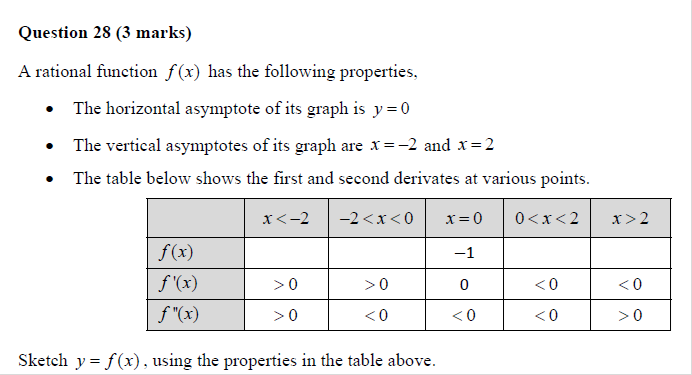 Question 28 (3 marks)
A rational function f(x) has the following properties,
• The horizontal asymptote of its graph is y = 0
• The vertical asymptotes of its graph are x = −2 and x = 2
• The table below shows the first and second derivates at various points.
x < −2 −2 < x < 0 x = 0 0 < x < 2 x > 2
f(x) −1
f'(x) > 0 > 0 0 < 0 < 0
f"(x) > 0 < 0 < 0 < 0 > 0
Sketch y = f(x), using the properties in the table above.